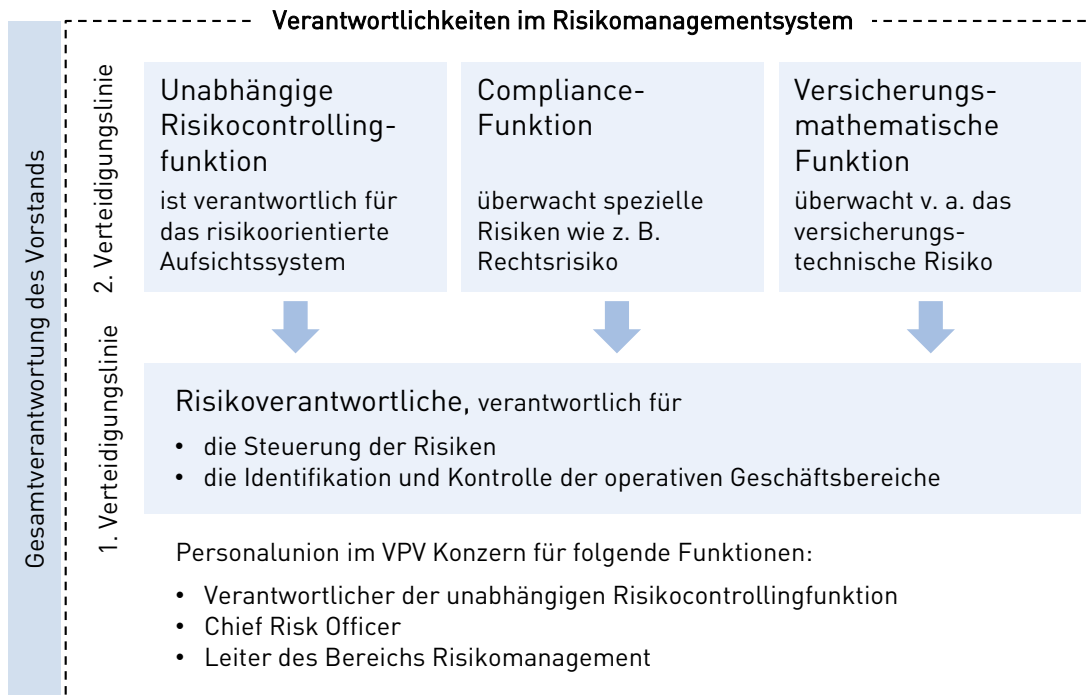 Verantwortlichkeiten im Risikomanagementsystem
Gesamtverantwortung des Vorstands
2. Verteidigungslinie
Unabhängige
Risikocontrolling-
funktion
ist verantwortlich für
das risikoorientierte
Aufsichtssystem
Compliance-
Funktion
überwacht spezielle
Risiken wie z. B.
Rechtsrisiko
Versicherungs-
mathematische
Funktion
überwacht v. a. das
versicherungs-
technische Risiko
1. Verteidigungslinie
Risikoverantwortliche, verantwortlich für
• die Steuerung der Risiken
• die Identifikation und Kontrolle der operativen Geschäftsbereiche
Personalunion im VPV Konzern für folgende Funktionen:
• Verantwortlicher der unabhängigen Risikocontrollingfunktion
• Chief Risk Officer
• Leiter des Bereichs Risikomanagement